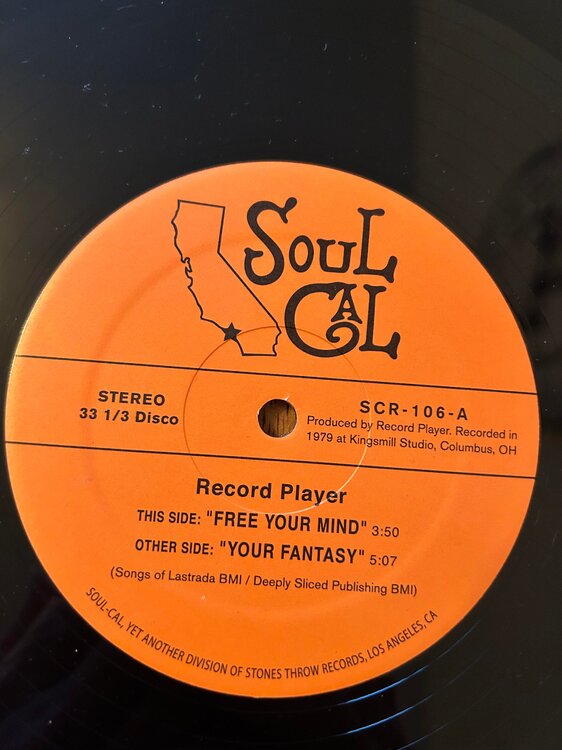 SOUL
CAL
STEREO
33 1/3 Disco
SCR-106-A
Produced by Record Player. Recorded in
1979 at Kingsmill Studio, Columbus, OH
Record Player
THIS SIDE: "FREE YOUR MIND" 3:50
OTHER SIDE: "YOUR FANTASY" 5:07
(Songs of Lastrada BMI / Deeply Sliced Publishing BMI)
SOUL-CAL, YET ANOTHER DIVISION OF STONES THROW RECORDS, LOS ANGELES, CA